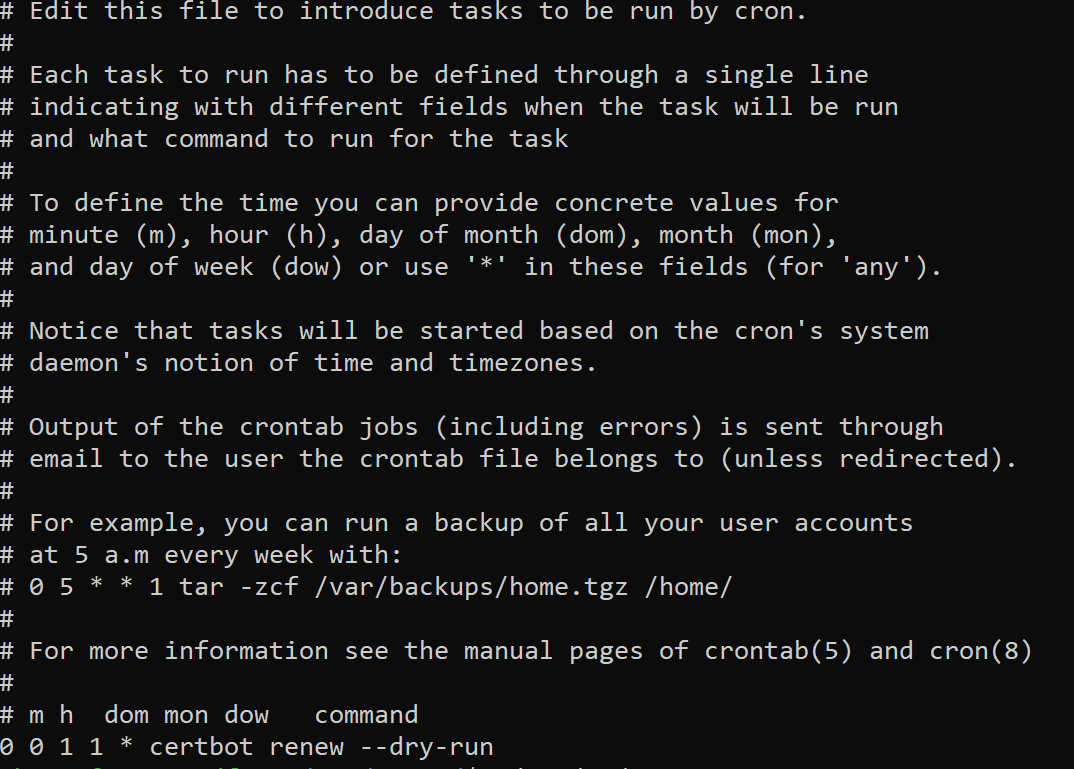 # Edit this file to introduce tasks to be run by cron.
#
# Each task to run has to be defined through a single line
# indicating with different fields when the task will be run
# and what command to run for the task
#
# To define the time you can provide concrete values for
# minute (m), hour (h), day of month (dom), month (mon),
# and day of week (dow) or use '*' in these fields (for 'any').
#
# Notice that tasks will be started based on the cron's system
# daemon's notion of time and timezones.
#
# Output of the crontab jobs (including errors) is sent through
# email to the user the crontab file belongs to (unless redirected).
#
# For example, you can run a backup of all your user accounts
# at 5 a.m every week with:
# 0 5 * * 1 tar -zcf /var/backups/home.tgz /home/
#
# For more information see the manual pages of crontab(5) and cron(8)
#
# m h  dom mon dow   command
0 0 1 1 * certbot renew --dry-run